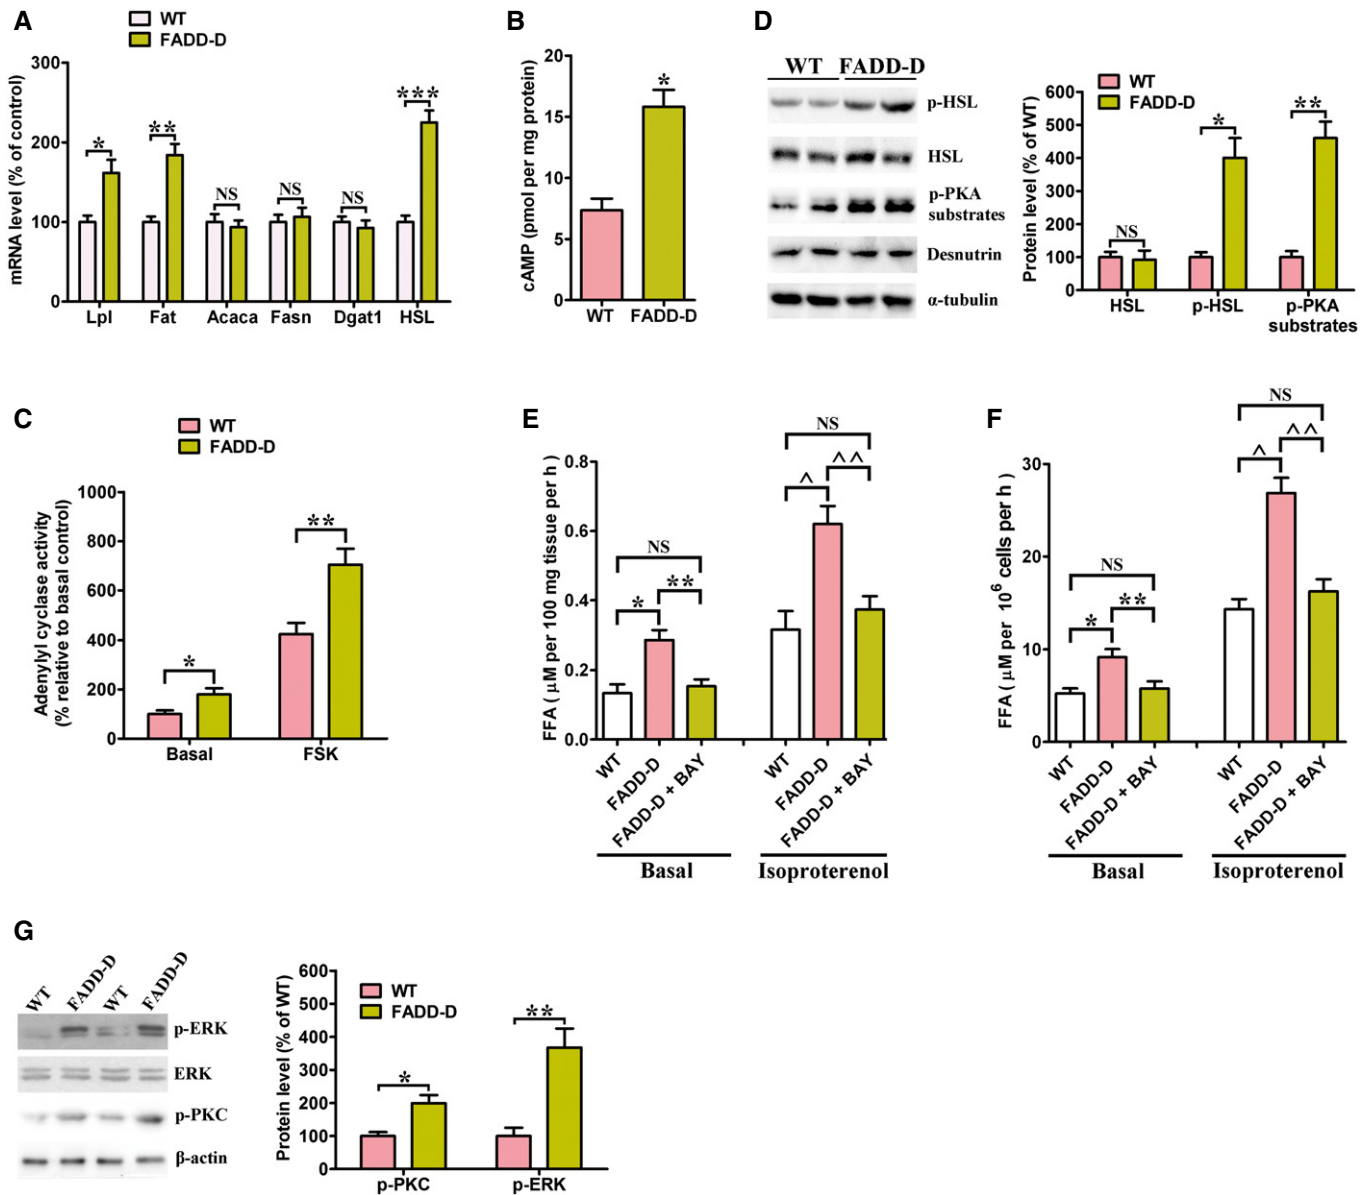 A
WT
FADD-D
mRNA level (% of control)
300
200
100
0
*
**
NS
NS
NS
***
Lpl
Fat
Acaca
Fasn
Dgat1
HSL
B
cAMP (pmol per mg protein)
20
15
10
5
0
*
WT
FADD-D
D
WT
FADD-D
p-HSL
HSL
p-PKA
substrates
Desnutrin
α-tubulin
WT
FADD-D
Protein level (% of WT)
600
500
400
300
200
100
0
NS
*
**
HSL
p-HSL
p-PKA
substrates
C
WT
FADD-D
Adenylyl cyclase activity
(% relative to basal control)
1000
800
600
400
200
0
*
**
Basal
FSK
E
FFA ( μM per 100 mg tissue per h )
0.8
0.6
0.4
0.2
0.0
NS
*
**
NS
^
^^
WT
FADD-D
FADD-D + BAY
WT
FADD-D
FADD-D + BAY
Basal
Isoproterenol
F
FFA ( μM per 10⁶ cells per h )
30
20
10
0
NS
*
**
NS
^
^^
WT
FADD-D
FADD-D + BAY
WT
FADD-D
FADD-D + BAY
Basal
Isoproterenol
G
WT
FADD-D
WT
FADD-D
p-ERK
ERK
p-PKC
β-actin
WT
FADD-D
Protein level (% of WT)
600
500
400
300
200
100
0
*
**
p-PKC
p-ERK